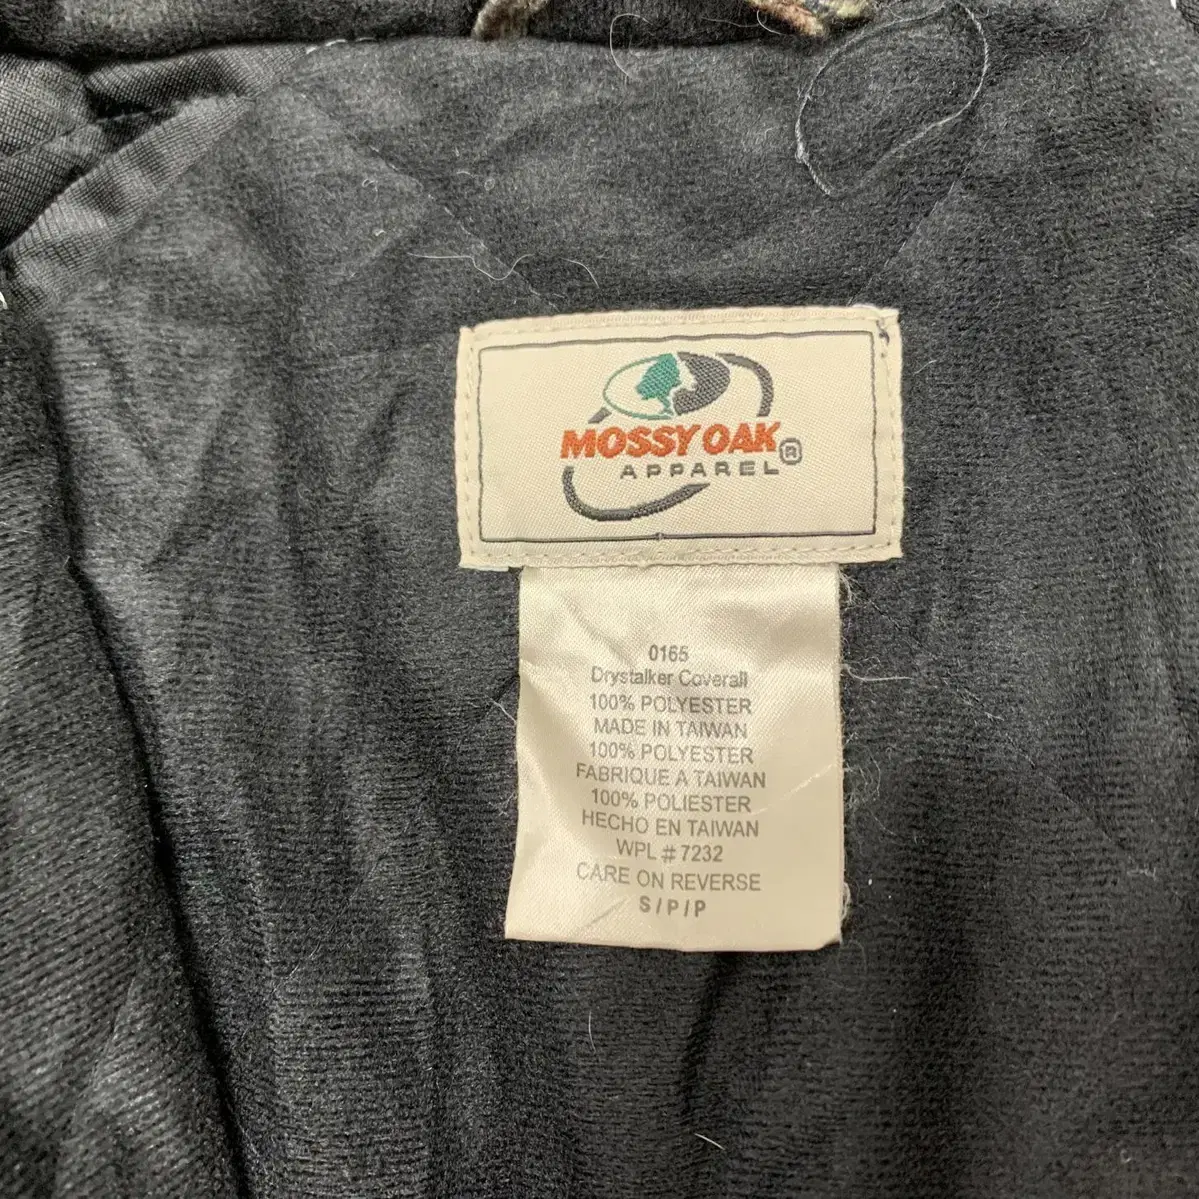 MOSSY OAK®
APPAREL
0165
Drystalker Coverall
100% POLYESTER
MADE IN TAIWAN
100% POLYESTER
FABRIQUE A TAIWAN
100% POLIESTER
HECHO EN TAIWAN
WPL # 7232
CARE ON REVERSE
S / P / P